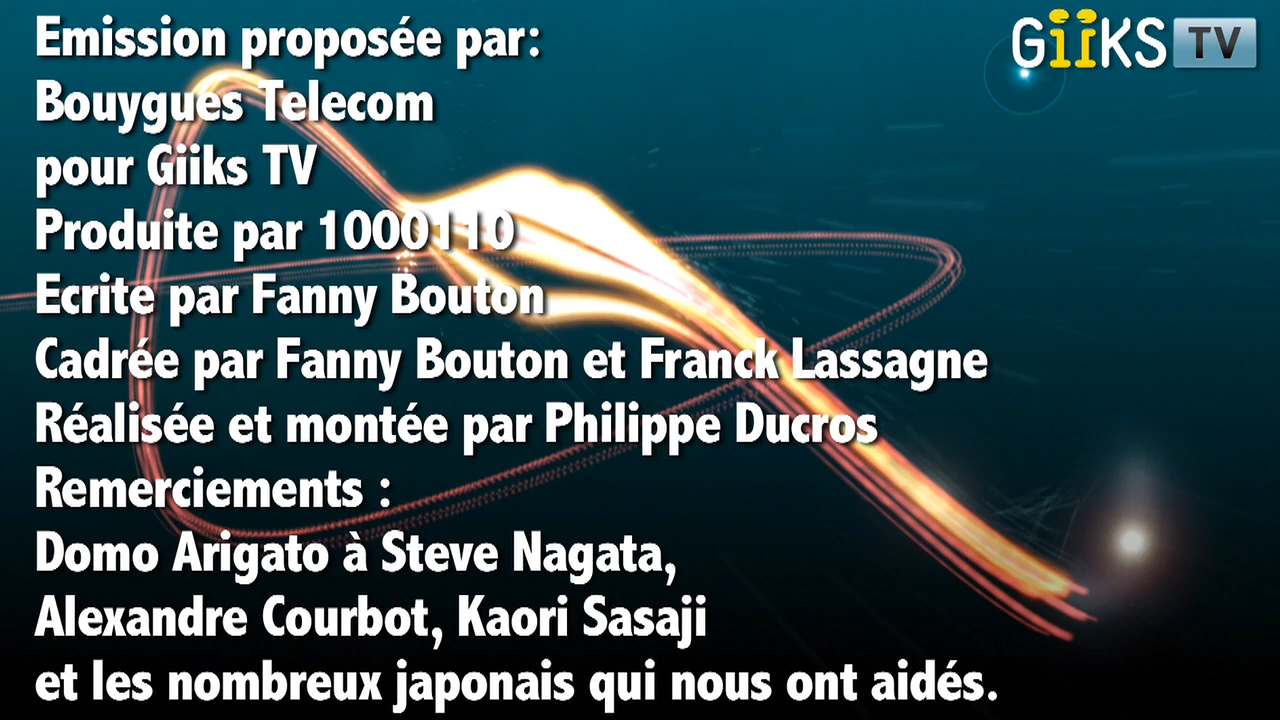 Emission proposée par:
GiiKS TV
Bouygues Telecom
pour Giiks TV
Produite par 1000110
Ecrite par Fanny Bouton
Cadrée par Fanny Bouton et Franck Lassagne
Réalisée et montée par Philippe Ducros
Remerciements :
Domo Arigato à Steve Nagata,
Alexandre Courbot, Kaori Sasaji
et les nombreux japonais qui nous ont aidés.